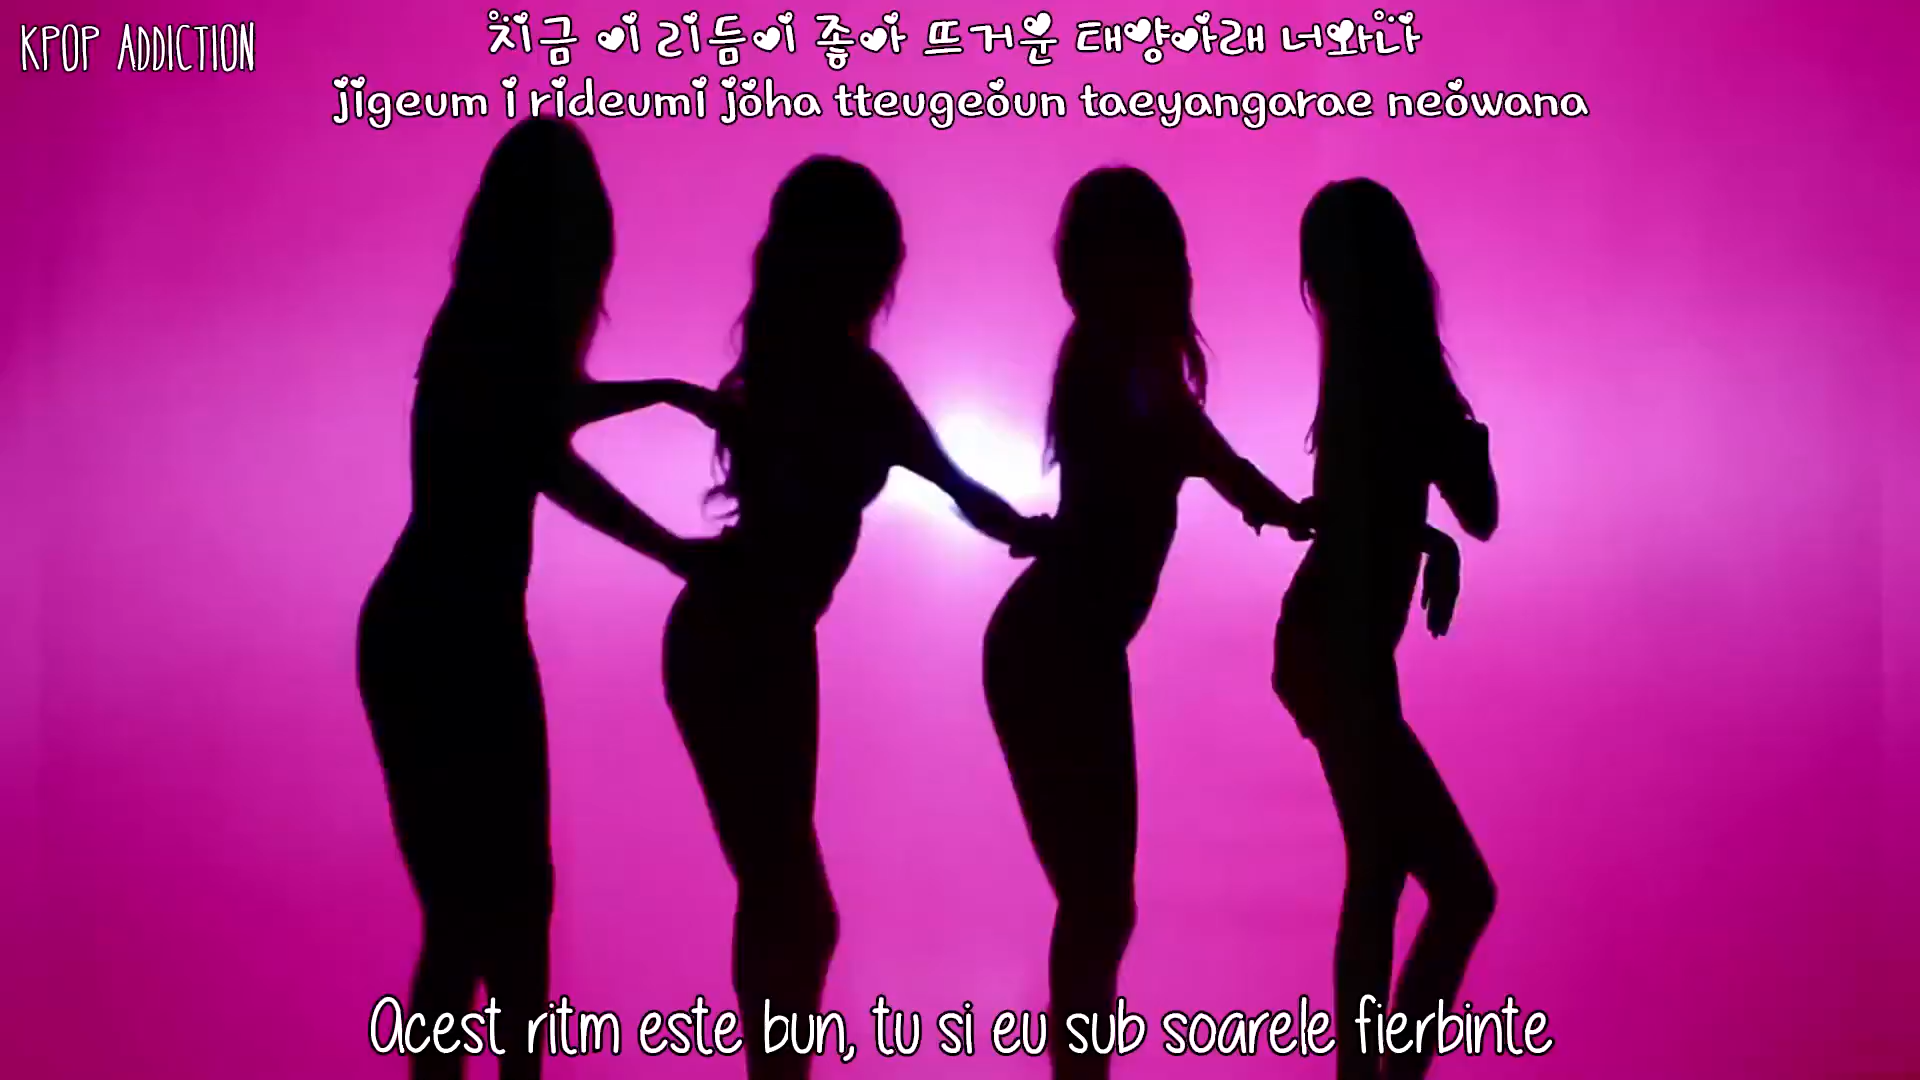 KPOP ADDICTION
지금 이 리듬이 좋아 뜨거운 태양아래 너와나
jigeum i rideumi joha tteugeoun taeyangarae neowana
Acest ritm este bun, tu si eu sub soarele fierbinte